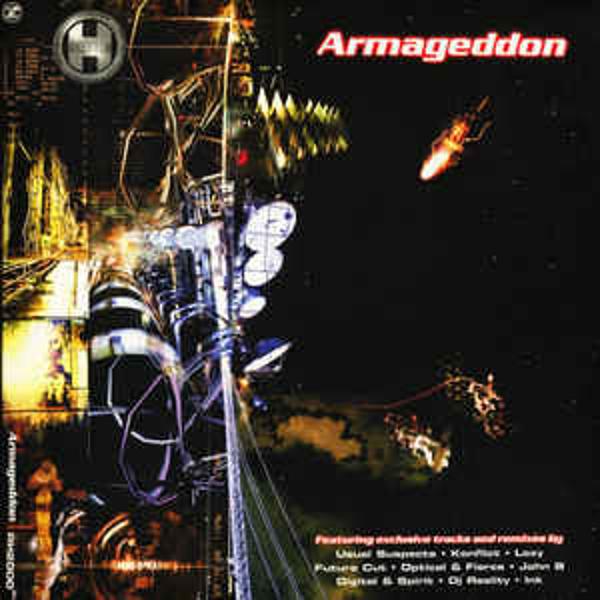 Armageddon
H
Featuring exclusive tracks and remixes by
Usual Suspects • Konflict • Loxy
Future Cut • Optical & Fierce • John B
Digital & Spirit • Dj Reality • Ink
Armageddon